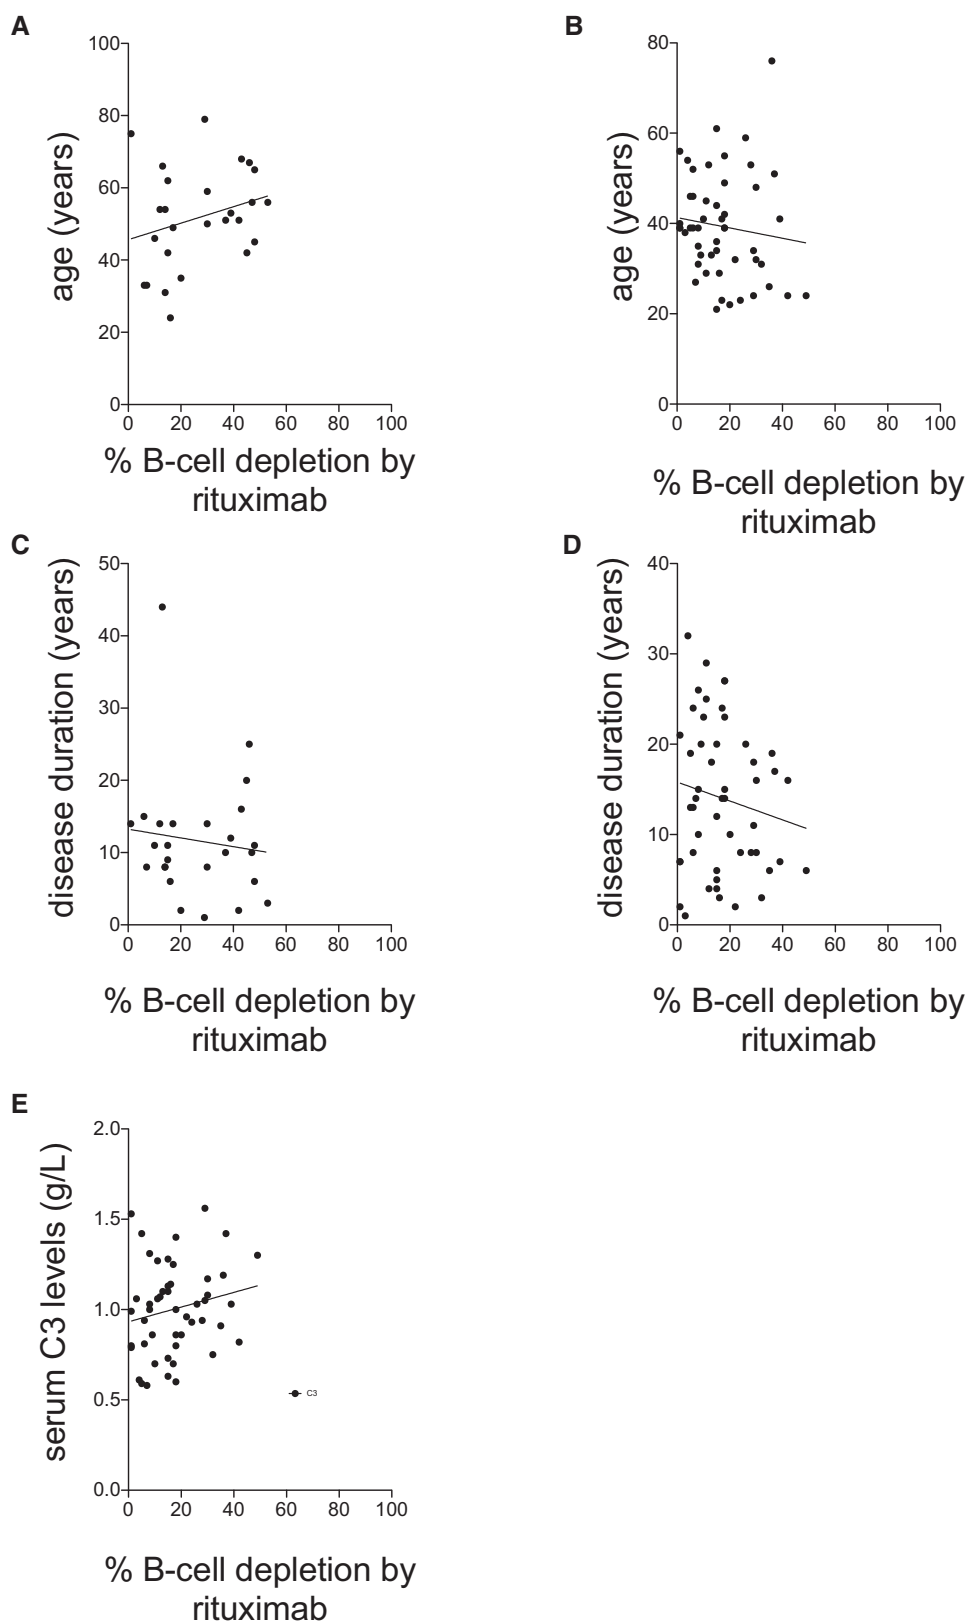 A
age (years)
100
80
60
40
20
0
0 20 40 60 80 100
% B-cell depletion by
rituximab
B
age (years)
80
60
40
20
0
0 20 40 60 80 100
% B-cell depletion by
rituximab
C
disease duration (years)
50
40
30
20
10
0
0 20 40 60 80 100
% B-cell depletion by
rituximab
D
disease duration (years)
40
30
20
10
0
0 20 40 60 80 100
% B-cell depletion by
rituximab
E
serum C3 levels (g/L)
2.0
1.5
1.0
0.5
0.0
C3
0 20 40 60 80 100
% B-cell depletion by
rituximab